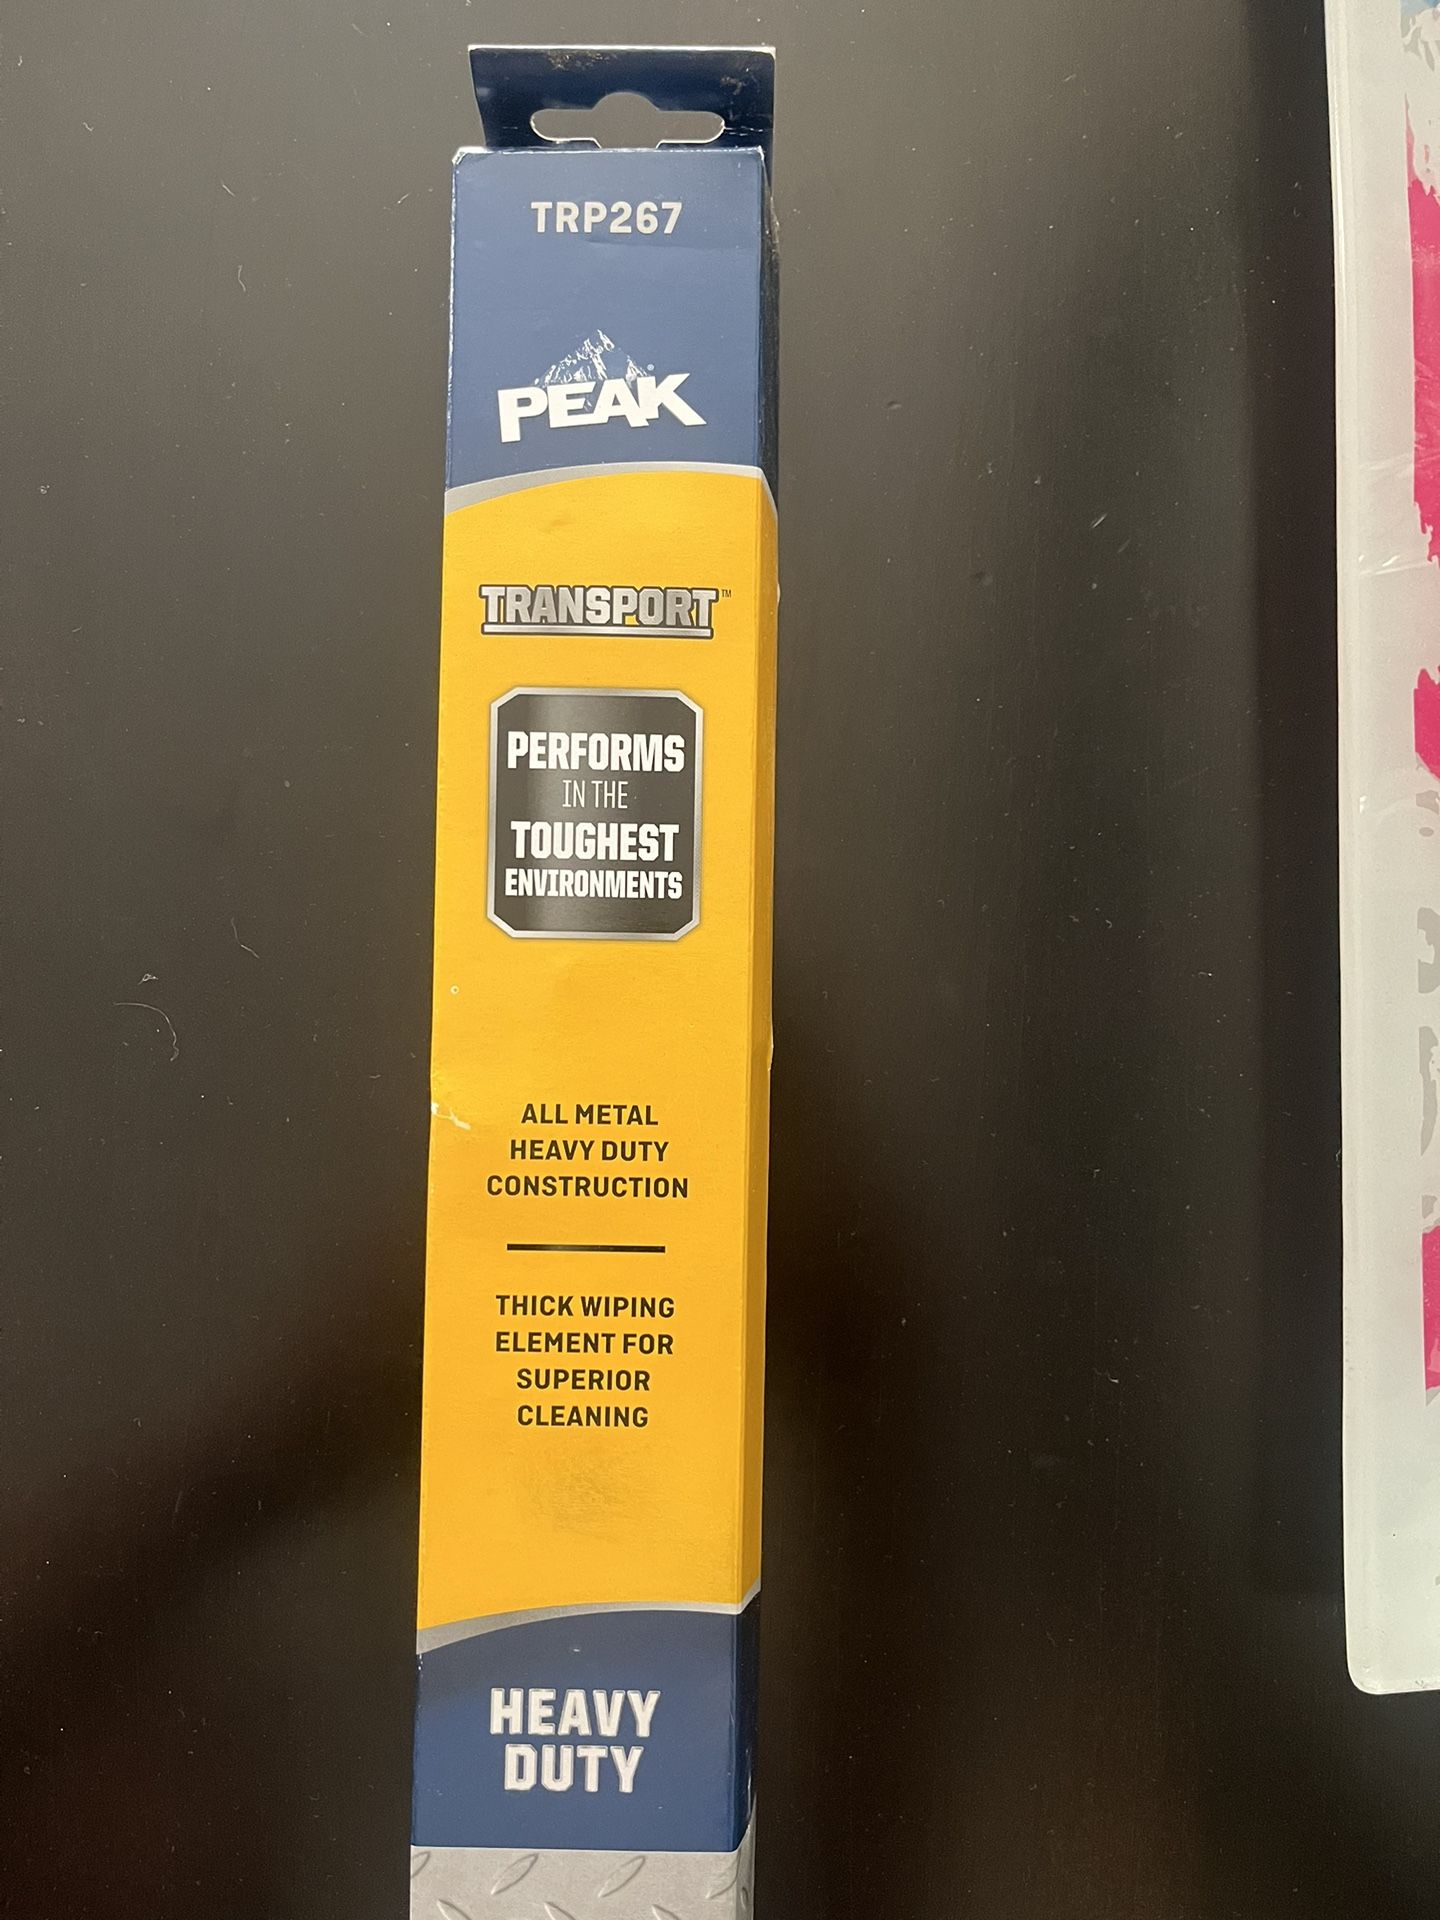 TRP267
PEAK
TRANSPORT™
PERFORMS
IN THE
TOUGHEST
ENVIRONMENTS
ALL METAL
HEAVY DUTY
CONSTRUCTION
THICK WIPING
ELEMENT FOR
SUPERIOR
CLEANING
HEAVY
DUTY